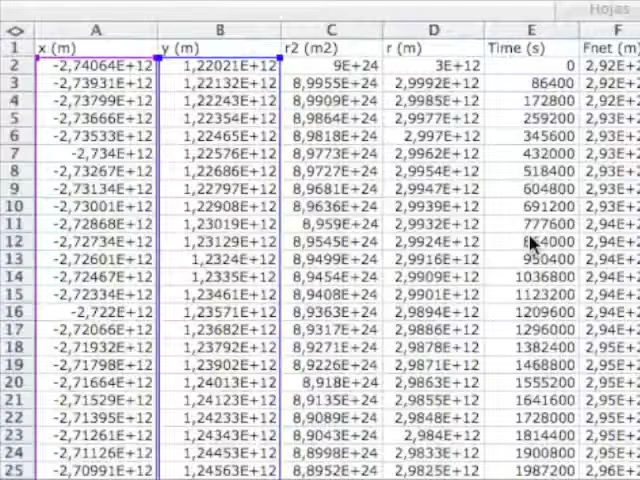 Hojas
A B C D E F
1 x (m) y (m) r2 (m2) r (m) Time (s) Fnet (m)
2 -2,74064E+12 1,22021E+12 9E+24 3E+12 0 2,92E+2
3 -2,73931E+12 1,22132E+12 8,9955E+24 2,9992E+12 86400 2,92E+2
4 -2,73799E+12 1,22243E+12 8,9909E+24 2,9985E+12 172800 2,92E+2
5 -2,73666E+12 1,22354E+12 8,9864E+24 2,9977E+12 259200 2,93E+2
6 -2,73533E+12 1,22465E+12 8,9818E+24 2,997E+12 345600 2,93E+2
7 -2,734E+12 1,22576E+12 8,9773E+24 2,9962E+12 432000 2,93E+2
8 -2,73267E+12 1,22686E+12 8,9727E+24 2,9954E+12 518400 2,93E+2
9 -2,73134E+12 1,22797E+12 8,9681E+24 2,9947E+12 604800 2,93E+2
10 -2,73001E+12 1,22908E+12 8,9636E+24 2,9939E+12 691200 2,93E+2
11 -2,72868E+12 1,23019E+12 8,959E+24 2,9932E+12 777600 2,94E+2
12 -2,72734E+12 1,23129E+12 8,9545E+24 2,9924E+12 2,94E+2
13 -2,72601E+12 1,2324E+12 8,9499E+24 2,9916E+12 950400 2,94E+2
14 -2,72467E+12 1,2335E+12 8,9454E+24 2,9909E+12 1036800 2,94E+2
15 -2,72334E+12 1,23461E+12 8,9408E+24 2,9901E+12 1123200 2,94E+2
16 -2,722E+12 1,23571E+12 8,9363E+24 2,9894E+12 1209600 2,94E+2
17 -2,72066E+12 1,23682E+12 8,9317E+24 2,9886E+12 1296000 2,94E+2
18 -2,71932E+12 1,23792E+12 8,9271E+24 2,9878E+12 1382400 2,95E+2
19 -2,71798E+12 1,23902E+12 8,9226E+24 2,9871E+12 1468800 2,95E+2
20 -2,71664E+12 1,24013E+12 8,918E+24 2,9863E+12 1555200 2,95E+2
21 -2,71529E+12 1,24123E+12 8,9135E+24 2,9855E+12 1641600 2,95E+2
22 -2,71395E+12 1,24233E+12 8,9089E+24 2,9848E+12 1728000 2,95E+2
23 -2,71261E+12 1,24343E+12 8,9043E+24 2,984E+12 1814400 2,96E+2
24 -2,71126E+12 1,24453E+12 8,8998E+24 2,9833E+12 1900800 2,95E+2
25 -2,70991E+12 1,24563E+12 8,8952E+24 2,9825E+12 1987200 2,96E+2